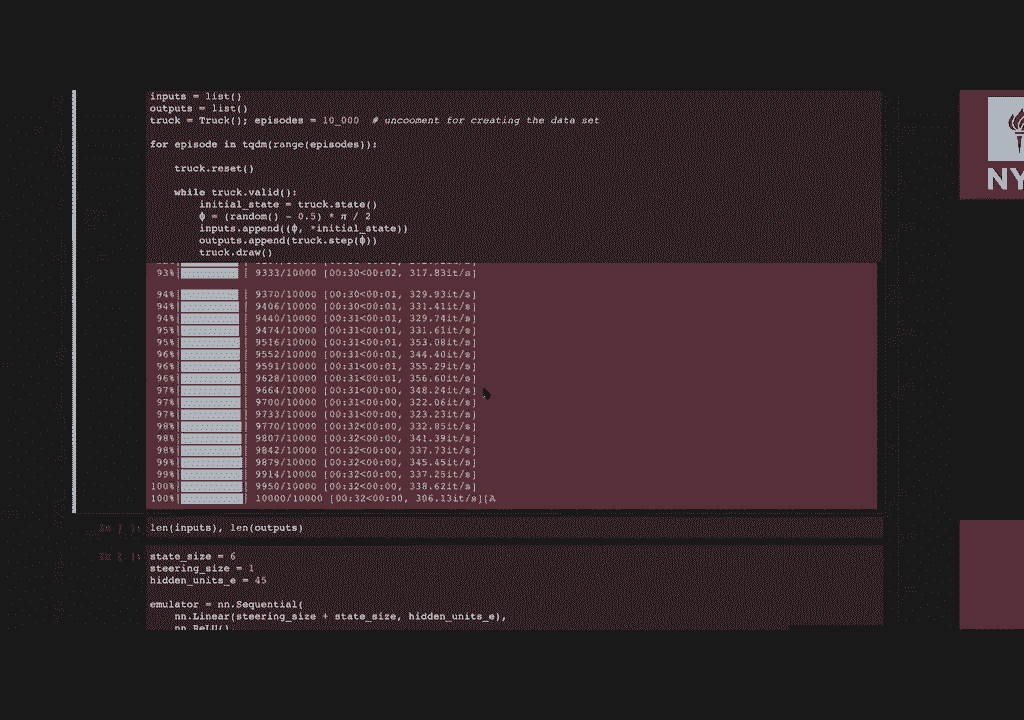 inputs = list()
outputs = list()
truck = Truck(); episodes = 10_000  # uncooment for creating the data set
for episode in tqdm(range(episodes)):
truck.reset()
while truck.valid():
initial_state = truck.state()
ϕ = (random() - 0.5) * π / 2
inputs.append((ϕ, *initial_state))
outputs.append(truck.step(ϕ))
truck.draw()
93%| | 9333/10000 [00:30<00:02, 317.83it/s]
94%| | 9370/10000 [00:30<00:01, 329.93it/s]
94%| | 9406/10000 [00:31<00:01, 331.41it/s]
94%| | 9440/10000 [00:31<00:01, 329.74it/s]
95%| | 9474/10000 [00:31<00:01, 331.61it/s]
95%| | 9516/10000 [00:31<00:01, 353.08it/s]
96%| | 9552/10000 [00:31<00:01, 344.40it/s]
96%| | 9591/10000 [00:31<00:01, 355.29it/s]
96%| | 9628/10000 [00:31<00:01, 356.60it/s]
97%| | 9664/10000 [00:31<00:00, 348.24it/s]
97%| | 9700/10000 [00:31<00:00, 322.06it/s]
97%| | 9733/10000 [00:31<00:00, 323.23it/s]
98%| | 9770/10000 [00:32<00:00, 332.85it/s]
98%| | 9807/10000 [00:32<00:00, 341.39it/s]
98%| | 9842/10000 [00:32<00:00, 337.73it/s]
99%| | 9879/10000 [00:32<00:00, 345.45it/s]
99%| | 9914/10000 [00:32<00:00, 337.25it/s]
100%| | 9950/10000 [00:32<00:00, 338.62it/s]
100%| | 10000/10000 [00:32<00:00, 306.13it/s][A
In [ ]: len(inputs), len(outputs)
In [ ]: state_size = 6
steering_size = 1
hidden_units_e = 45
emulator = nn.Sequential(
nn.Linear(steering_size + state_size, hidden_units_e),
nn.ReLU(),
NY